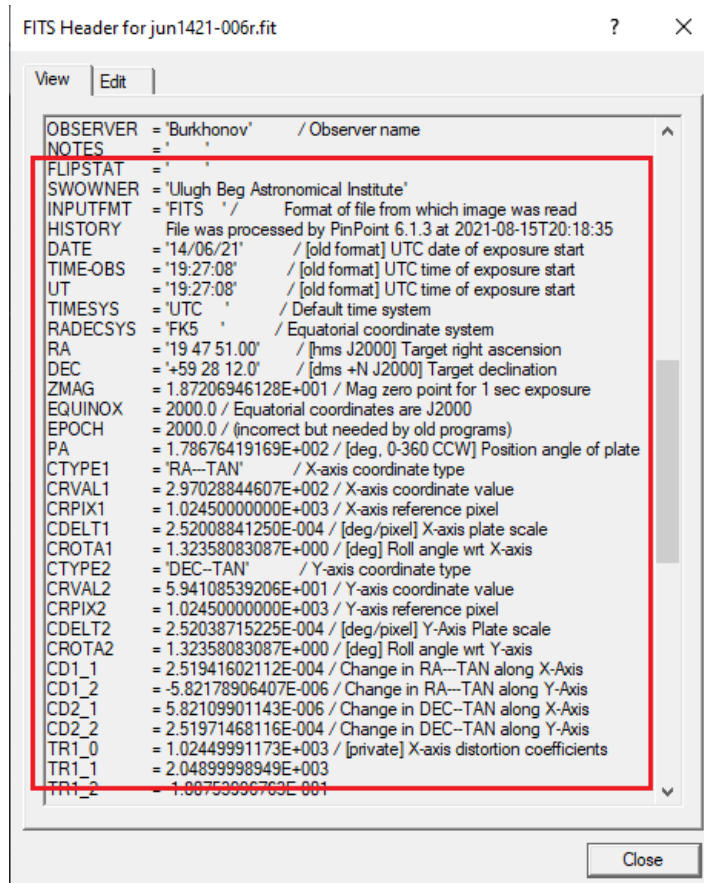 FITS Header for jun1421-006r.fit
View Edit
OBSERVER = 'Burkhonov' / Observer name
NOTES = ' '
FLIPSTAT = ' '
SWOWNER = 'Ulugh Beg Astronomical Institute'
INPUTFMT = 'FITS ' / Format of file from which image was read
HISTORY File was processed by PinPoint 6.1.3 at 2021-08-15T20:18:35
DATE = '14/06/21' / [old format] UTC date of exposure start
TIME-OBS = '19:27:08' / [old format] UTC time of exposure start
UT = '19:27:08' / [old format] UTC time of exposure start
TIMESYS = 'UTC ' / Default time system
RADECSYS = 'FK5 ' / Equatorial coordinate system
RA = '19 47 51.00' / [hms J2000] Target right ascension
DEC = '+59 28 12.0' / [dms +N J2000] Target declination
ZMAG = 1.87206946128E+001 / Mag zero point for 1 sec exposure
EQUINOX = 2000.0 / Equatorial coordinates are J2000
EPOCH = 2000.0 / (incorrect but needed by old programs)
PA = 1.78676419169E+002 / [deg, 0-360 CCW] Position angle of plate
CTYPE1 = 'RA---TAN' / X-axis coordinate type
CRVAL1 = 2.97028844607E+002 / X-axis coordinate value
CRPIX1 = 1.02450000000E+003 / X-axis reference pixel
CDELT1 = 2.52008841250E-004 / [deg/pixel] X-axis plate scale
CROTA1 = 1.32358083087E+000 / [deg] Roll angle wrt X-axis
CTYPE2 = 'DEC--TAN' / Y-axis coordinate type
CRVAL2 = 5.94108539206E+001 / Y-axis coordinate value
CRPIX2 = 1.02450000000E+003 / Y-axis reference pixel
CDELT2 = 2.52038715225E-004 / [deg/pixel] Y-Axis Plate scale
CROTA2 = 1.32358083087E+000 / [deg] Roll angle wrt Y-axis
CD1_1 = 2.51941602112E-004 / Change in RA---TAN along X-Axis
CD1_2 = -5.82178906407E-006 / Change in RA---TAN along Y-Axis
CD2_1 = 5.82109901143E-006 / Change in DEC--TAN along X-Axis
CD2_2 = 2.51971468116E-004 / Change in DEC--TAN along Y-Axis
TR1_0 = 1.02449991173E+003 / [private] X-axis distortion coefficients
TR1_1 = 2.04899998949E+003
TR1_2 =
Close